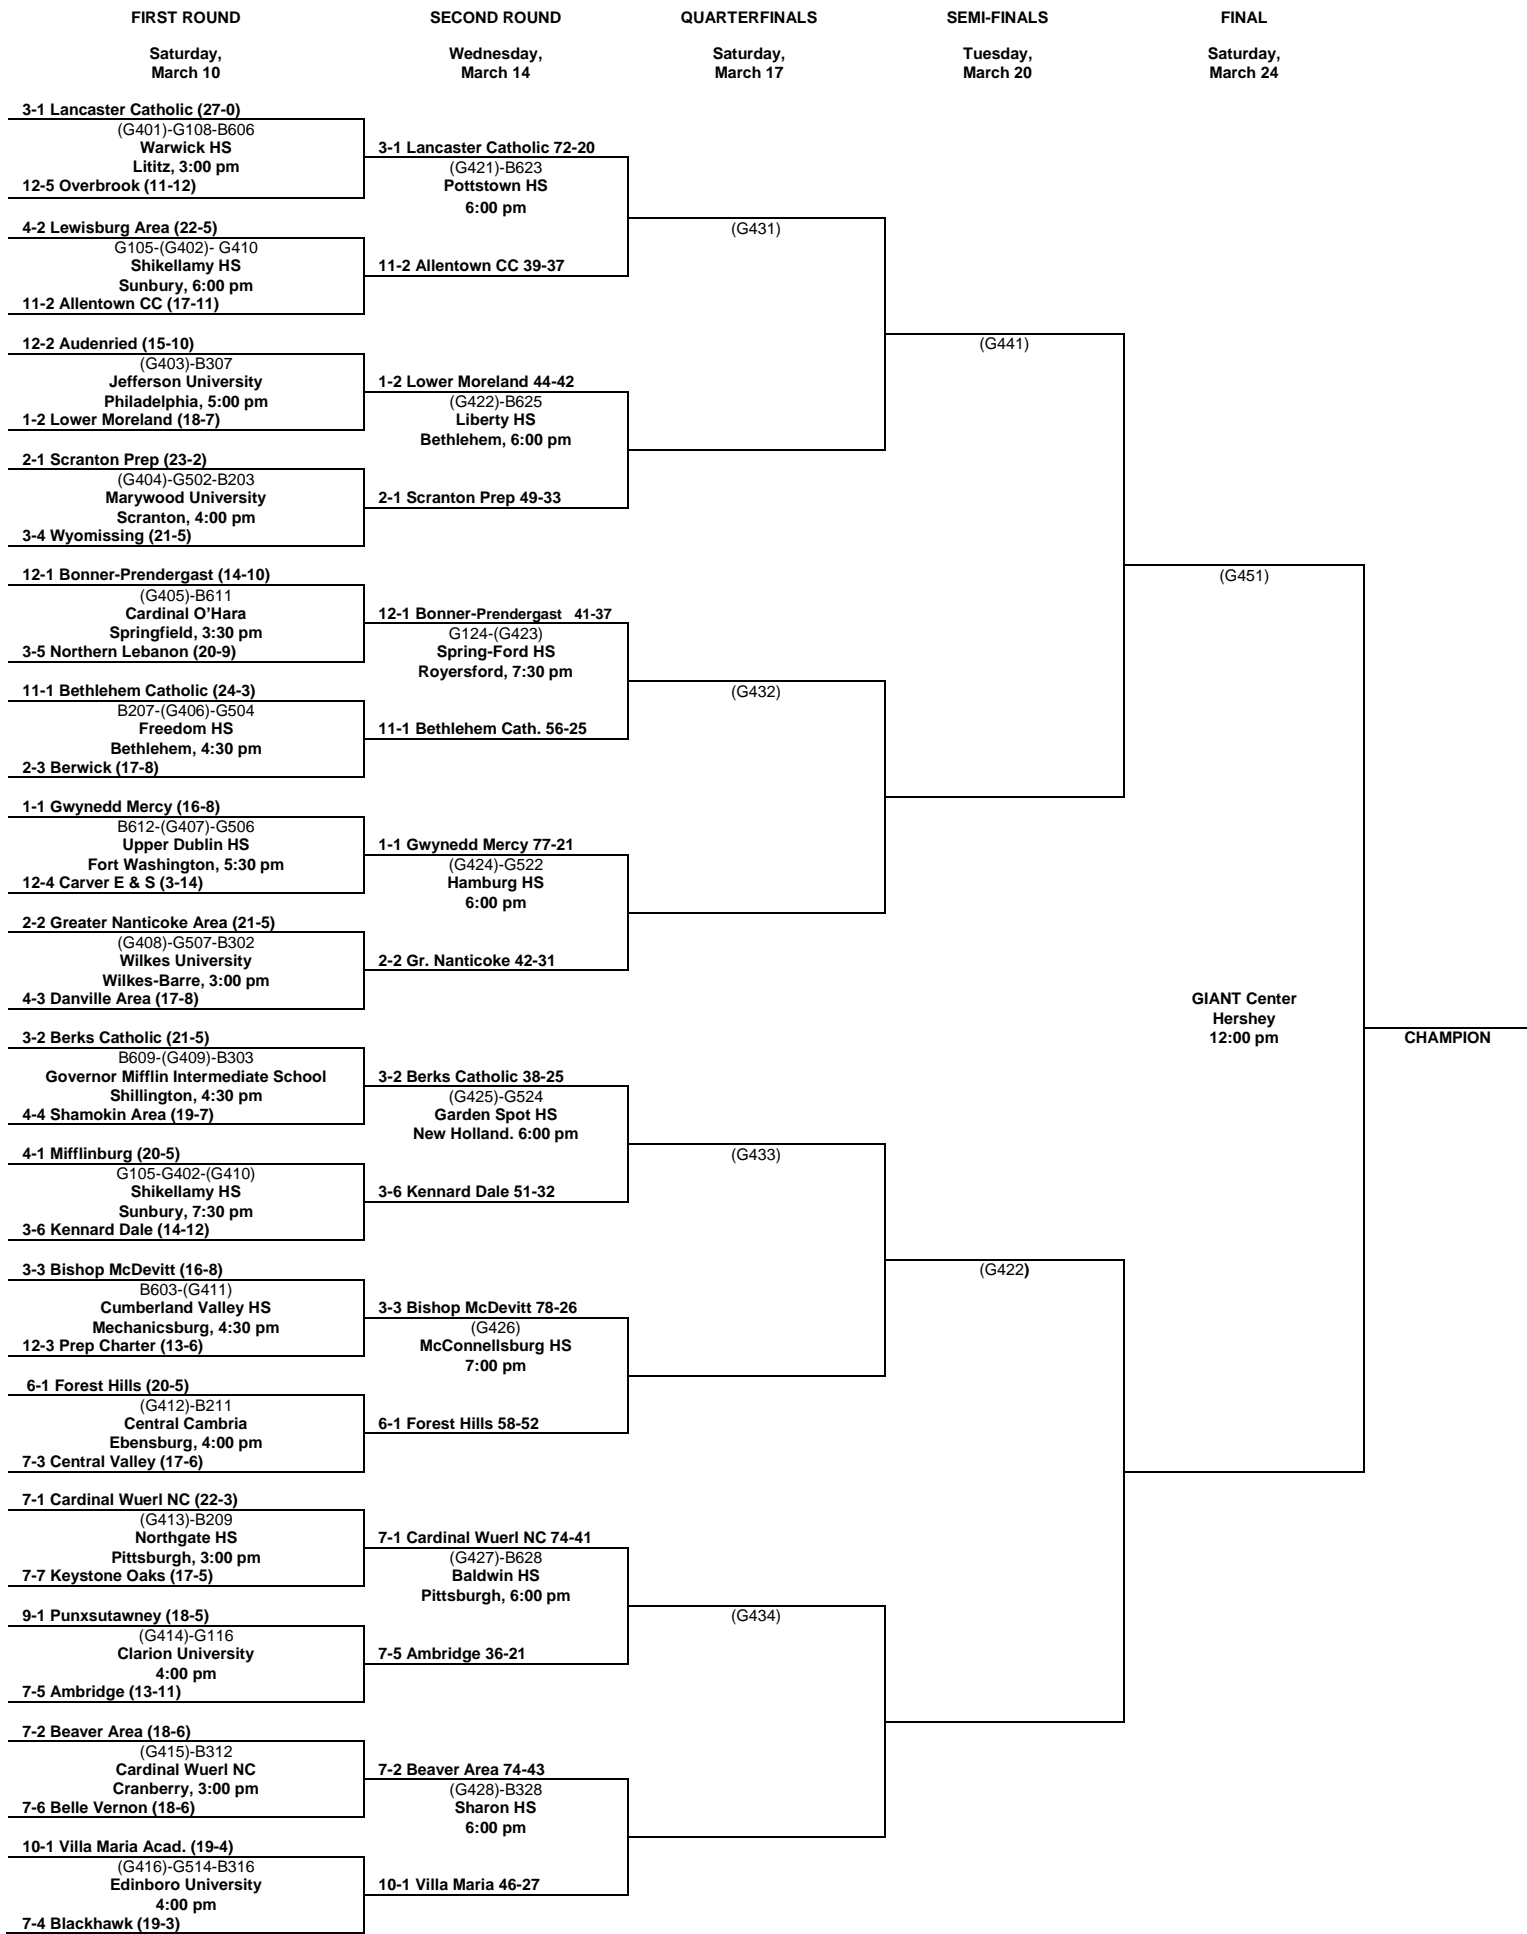 FIRST ROUND
SECOND ROUND
QUARTERFINALS
SEMI-FINALS
FINAL
Saturday,
March 10
Wednesday,
March 14
Saturday,
March 17
Tuesday,
March 20
Saturday,
March 24
3-1 Lancaster Catholic (27-0)
(G401)-G108-B606
Warwick HS
Lititz, 3:00 pm
12-5 Overbrook (11-12)
4-2 Lewisburg Area (22-5)
G105-(G402)- G410
Shikellamy HS
Sunbury, 6:00 pm
11-2 Allentown CC (17-11)
12-2 Audenried (15-10)
(G403)-B307
Jefferson University
Philadelphia, 5:00 pm
1-2 Lower Moreland (18-7)
2-1 Scranton Prep (23-2)
(G404)-G502-B203
Marywood University
Scranton, 4:00 pm
3-4 Wyomissing (21-5)
12-1 Bonner-Prendergast (14-10)
(G405)-B611
Cardinal O’Hara
Springfield, 3:30 pm
3-5 Northern Lebanon (20-9)
11-1 Bethlehem Catholic (24-3)
B207-(G406)-G504
Freedom HS
Bethlehem, 4:30 pm
2-3 Berwick (17-8)
1-1 Gwynedd Mercy (16-8)
B612-(G407)-G506
Upper Dublin HS
Fort Washington, 5:30 pm
12-4 Carver E & S (3-14)
2-2 Greater Nanticoke Area (21-5)
(G408)-G507-B302
Wilkes University
Wilkes-Barre, 3:00 pm
4-3 Danville Area (17-8)
3-2 Berks Catholic (21-5)
B609-(G409)-B303
Governor Mifflin Intermediate School
Shillington, 4:30 pm
4-4 Shamokin Area (19-7)
4-1 Mifflinburg (20-5)
G105-G402-(G410)
Shikellamy HS
Sunbury, 7:30 pm
3-6 Kennard Dale (14-12)
3-3 Bishop McDevitt (16-8)
B603-(G411)
Cumberland Valley HS
Mechanicsburg, 4:30 pm
12-3 Prep Charter (13-6)
6-1 Forest Hills (20-5)
(G412)-B211
Central Cambria
Ebensburg, 4:00 pm
7-3 Central Valley (17-6)
7-1 Cardinal Wuerl NC (22-3)
(G413)-B209
Northgate HS
Pittsburgh, 3:00 pm
7-7 Keystone Oaks (17-5)
9-1 Punxsutawney (18-5)
(G414)-G116
Clarion University
4:00 pm
7-5 Ambridge (13-11)
7-2 Beaver Area (18-6)
(G415)-B312
Cardinal Wuerl NC
Cranberry, 3:00 pm
7-6 Belle Vernon (18-6)
10-1 Villa Maria Acad. (19-4)
(G416)-G514-B316
Edinboro University
4:00 pm
7-4 Blackhawk (19-3)
3-1 Lancaster Catholic 72-20
(G421)-B623
Pottstown HS
6:00 pm
11-2 Allentown CC 39-37
1-2 Lower Moreland 44-42
(G422)-B625
Liberty HS
Bethlehem, 6:00 pm
2-1 Scranton Prep 49-33
12-1 Bonner-Prendergast 41-37
G124-(G423)
Spring-Ford HS
Royersford, 7:30 pm
11-1 Bethlehem Cath. 56-25
1-1 Gwynedd Mercy 77-21
(G424)-G522
Hamburg HS
6:00 pm
2-2 Gr. Nanticoke 42-31
3-2 Berks Catholic 38-25
(G425)-G524
Garden Spot HS
New Holland. 6:00 pm
3-6 Kennard Dale 51-32
3-3 Bishop McDevitt 78-26
(G426)
McConnellsburg HS
7:00 pm
6-1 Forest Hills 58-52
7-1 Cardinal Wuerl NC 74-41
(G427)-B628
Baldwin HS
Pittsburgh, 6:00 pm
7-5 Ambridge 36-21
7-2 Beaver Area 74-43
(G428)-B328
Sharon HS
6:00 pm
10-1 Villa Maria 46-27
(G431)
(G432)
(G433)
(G434)
(G441)
(G422)
(G451)
GIANT Center
Hershey
12:00 pm
CHAMPION